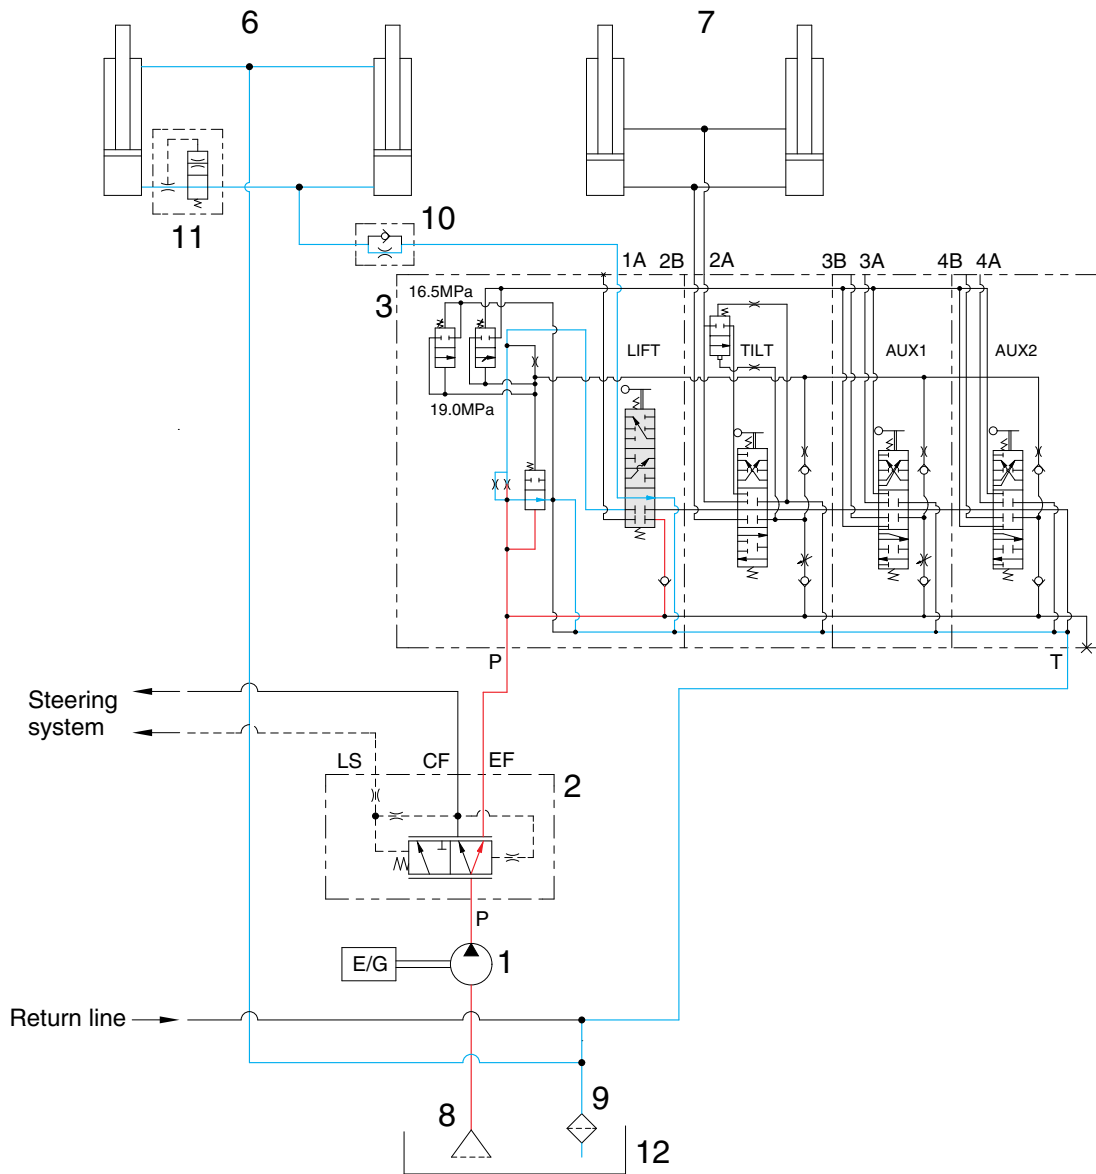 6
7
11
10
1A
2B
2A
3B
3A
4B
4A
3
16.5MPa
LIFT
TILT
AUX1
AUX2
19.0MPa
P
T
Steering
system
LS
CF
EF
2
P
E/G
1
Return line
8
9
12